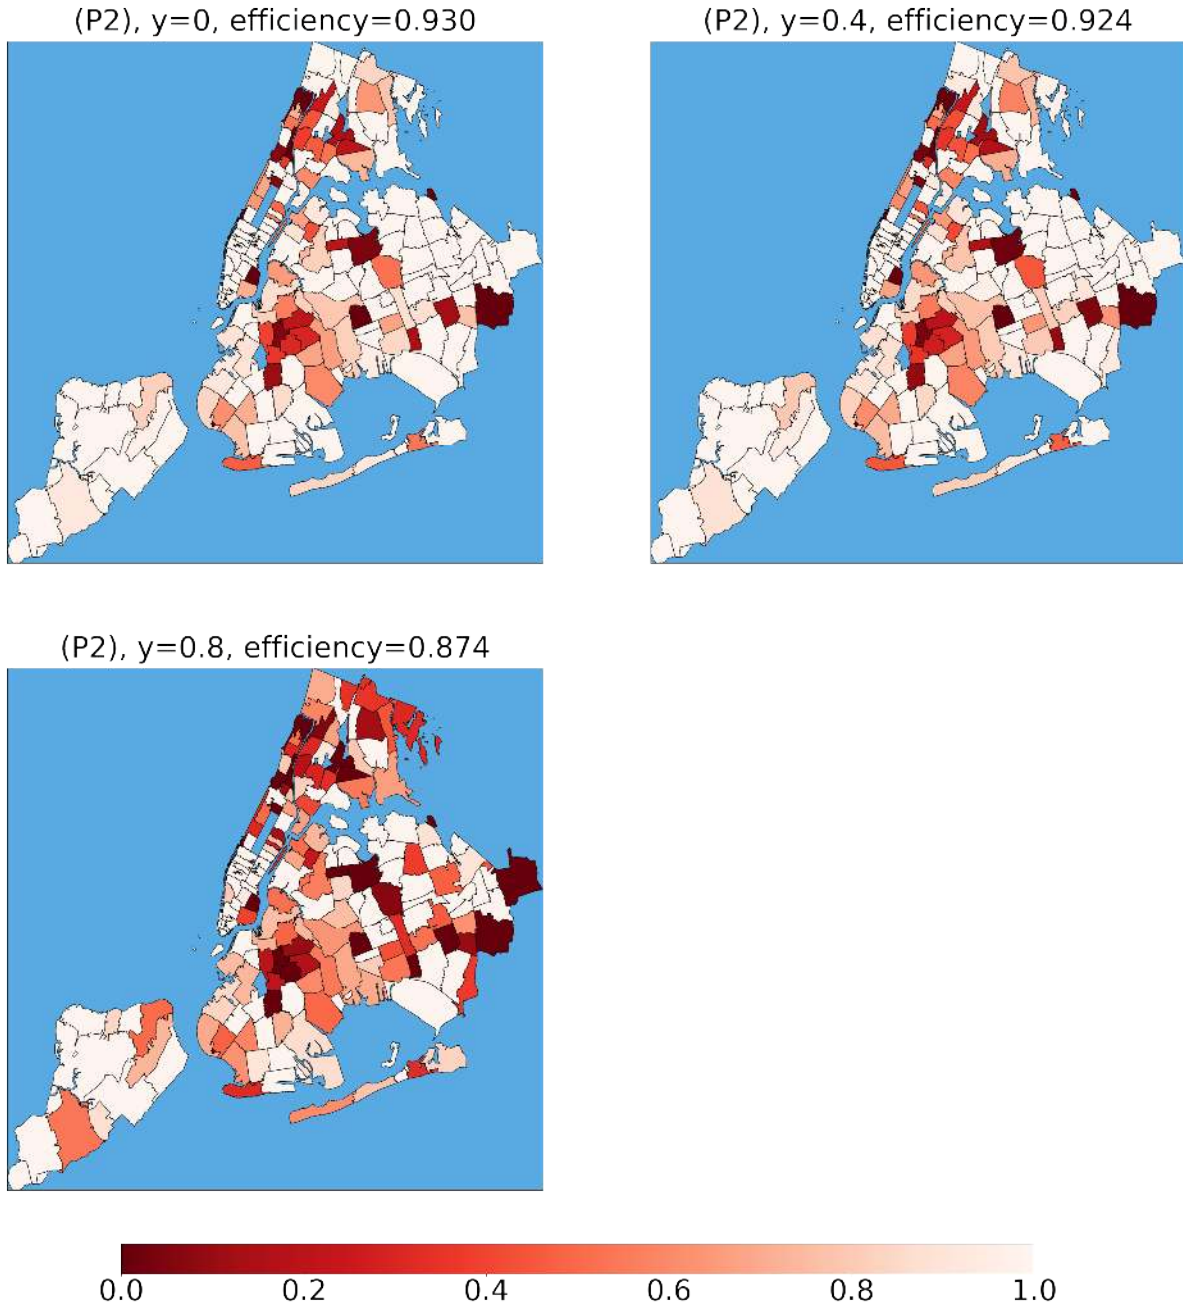 (P2), y=0, efficiency=0.930
(P2), y=0.4, efficiency=0.924
(P2), y=0.8, efficiency=0.874
0.0 0.2 0.4 0.6 0.8 1.0